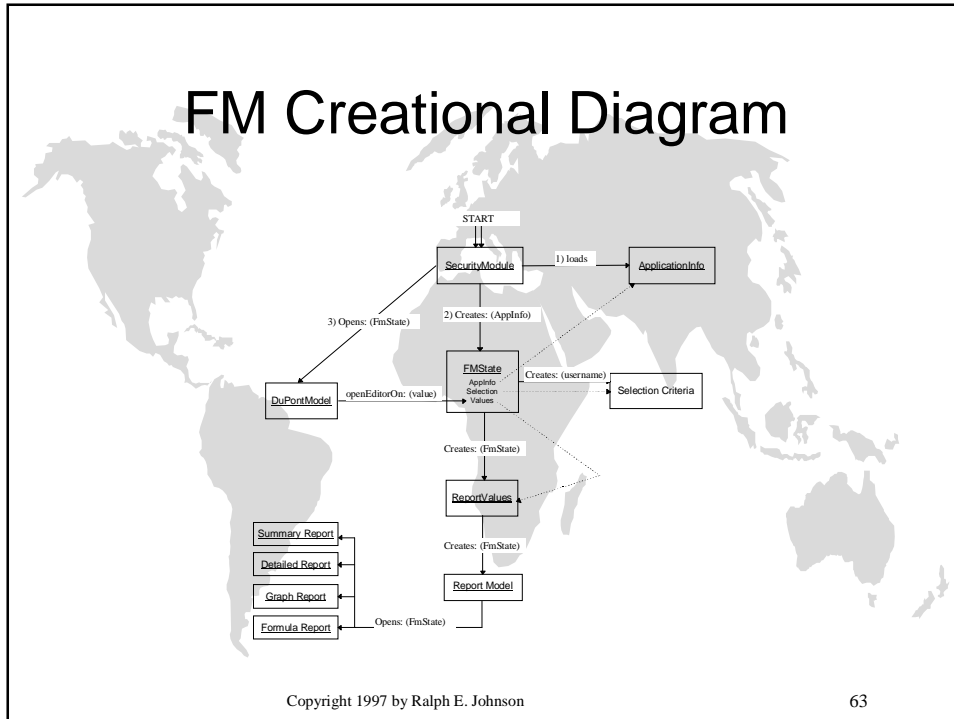 FM Creational Diagram
START
SecurityModule
1) loads
ApplicationInfo
3) Opens: (FmState)
2) Creates: (AppInfo)
FMState
AppInfo
Selection
Values
Creates: (username)
Selection Criteria
DuPontModel
openEditorOn: (value)
Creates: (FmState)
ReportValues
Creates: (FmState)
Report Model
Summary Report
Detailed Report
Graph Report
Formula Report
Opens: (FmState)
Copyright 1997 by Ralph E. Johnson
63